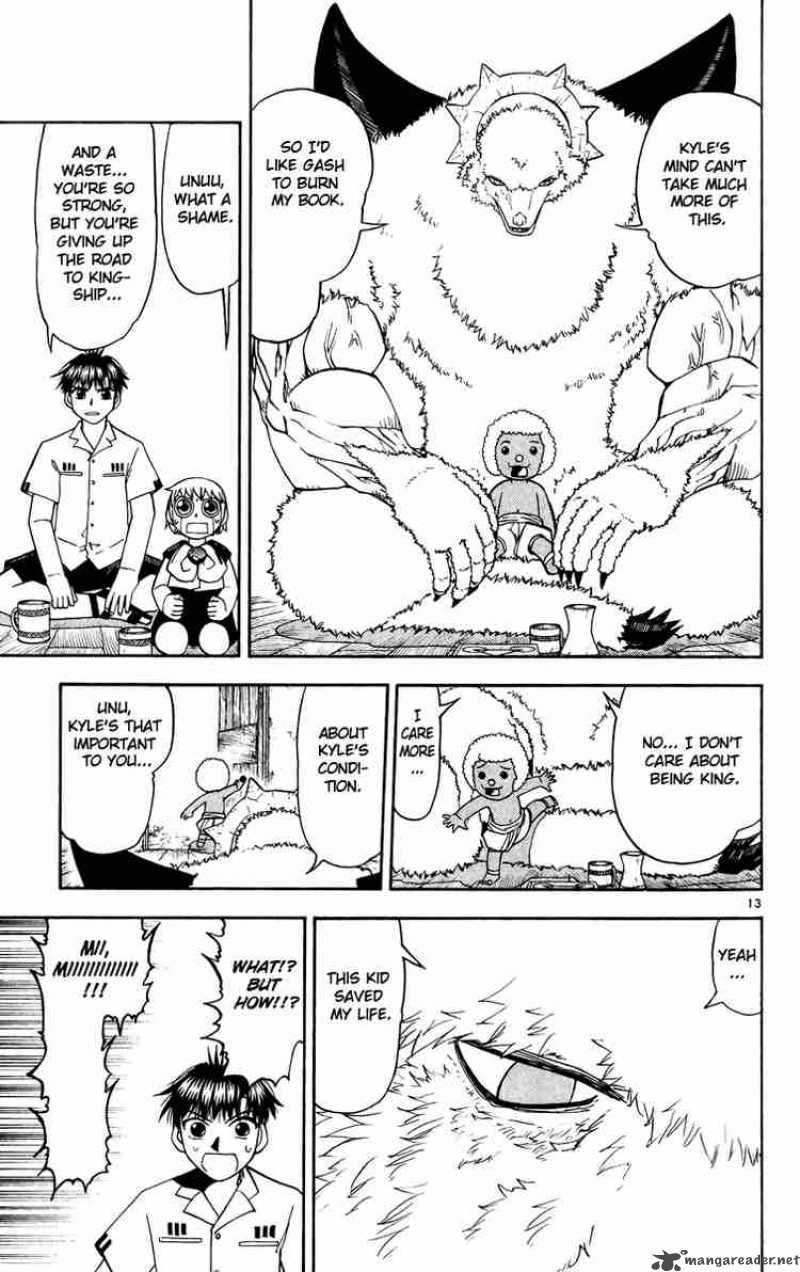 KYLE'S
MIND CAN'T
TAKE MUCH
MORE OF
THIS.
SO I'D
LIKE GASH
TO BURN
MY BOOK.
UNUU,
WHAT A
SHAME.
AND A
WASTE...
YOU'RE SO
STRONG,
BUT YOU'RE
GIVING UP
THE ROAD
TO KING-
SHIP...
NO... I DON'T
CARE ABOUT
BEING KING.
I
CARE
MORE
...
ABOUT
KYLE'S
CONDI-
TION.
UNU,
KYLE'S THAT
IMPORTANT
TO YOU...
13
YEAH
...
THIS KID
SAVED
MY LIFE.
WHAT!?
BUT
HOW!!?
MII,
MIIIIIIIIIIIII
!!!
mangareader.net